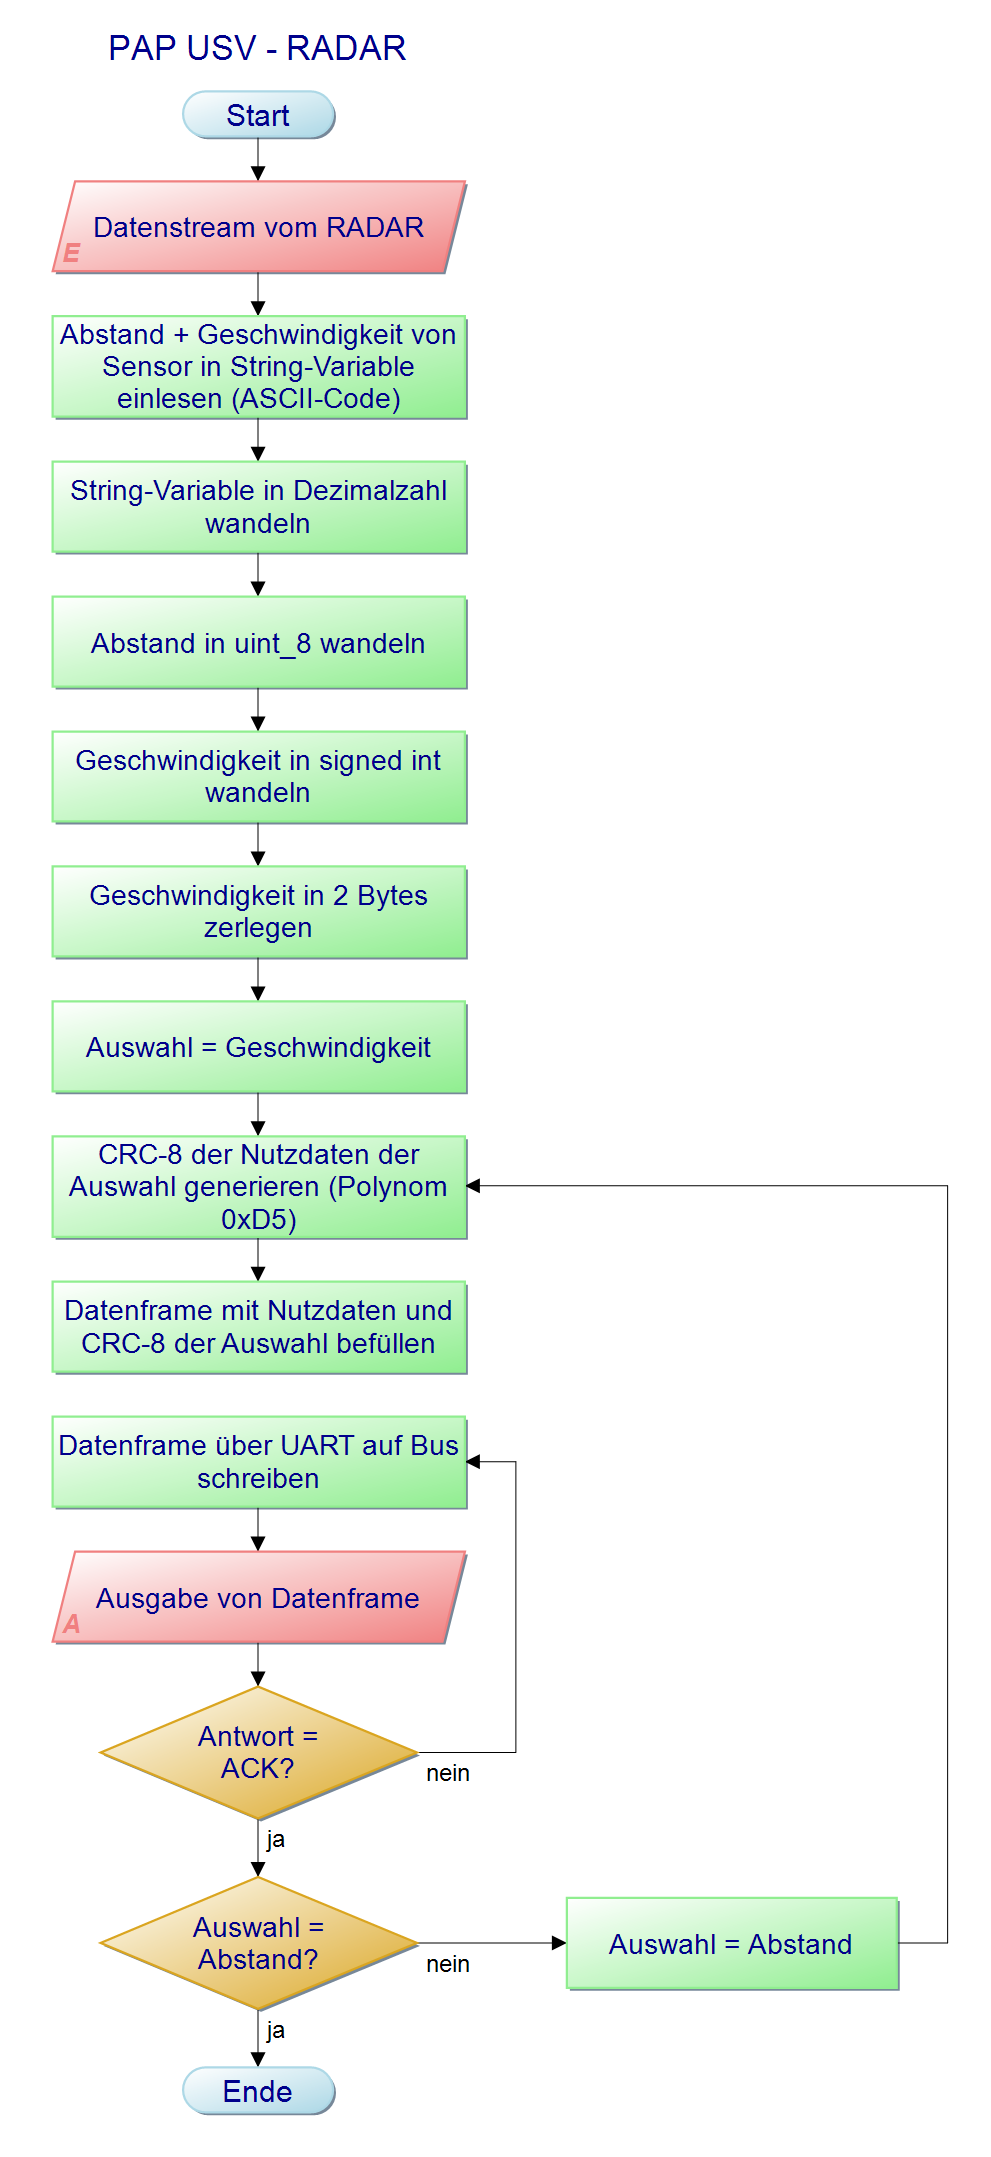 PAP USV - RADAR
Start
Datenstream vom RADAR
E
Abstand + Geschwindigkeit von
Sensor in String-Variable
einlesen (ASCII-Code)
String-Variable in Dezimalzahl
wandeln
Abstand in uint_8 wandeln
Geschwindigkeit in signed int
wandeln
Geschwindigkeit in 2 Bytes
zerlegen
Auswahl = Geschwindigkeit
CRC-8 der Nutzdaten der
Auswahl generieren (Polynom
0xD5)
Datenframe mit Nutzdaten und
CRC-8 der Auswahl befüllen
Datenframe über UART auf Bus
schreiben
Ausgabe von Datenframe
A
Antwort =
ACK?
nein
ja
Auswahl =
Abstand?
nein
Auswahl = Abstand
ja
Ende